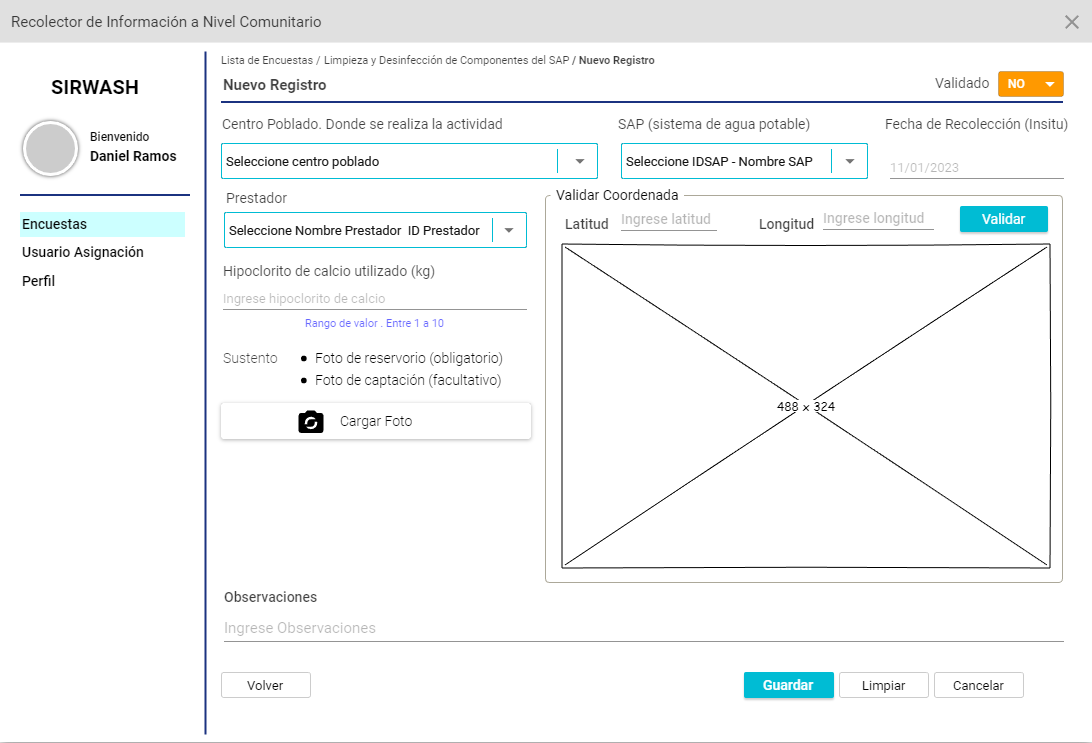 Recolector de Información a Nivel Comunitario
SIRWASH
Bienvenido
Daniel Ramos
Encuestas
Usuario Asignación
Perfil
Lista de Encuestas / Limpieza y Desinfección de Componentes del SAP / Nuevo Registro
Nuevo Registro
Validado NO
Centro Poblado. Donde se realiza la actividad
SAP (sistema de agua potable)
Fecha de Recolección (Insitu)
Seleccione centro poblado
Seleccione IDSAP - Nombre SAP
11/01/2023
Prestador
Seleccione Nombre Prestador ID Prestador
Hipoclorito de calcio utilizado (kg)
Ingrese hipoclorito de calcio
Rango de valor . Entre 1 a 10
Sustento
• Foto de reservorio (obligatorio)
• Foto de captación (facultativo)
Cargar Foto
Validar Coordenada
Latitud Ingrese latitud
Longitud Ingrese longitud
Validar
488 x 324
Observaciones
Ingrese Observaciones
Volver
Guardar
Limpiar
Cancelar